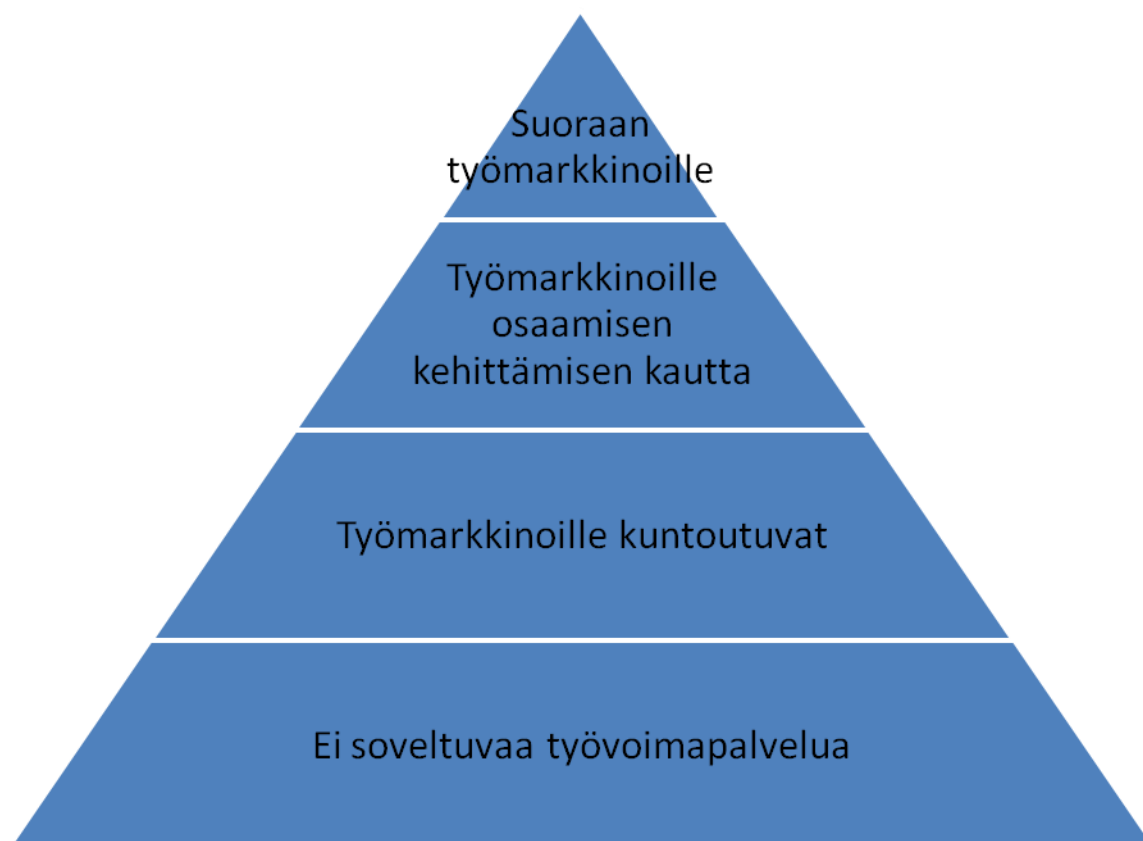 Suoraan
työmarkkinoille
Työmarkkinoille
osaamisen
kehittämisen kautta
Työmarkkinoille kuntoutuvat
Ei soveltuvaa työvoimapalvelua